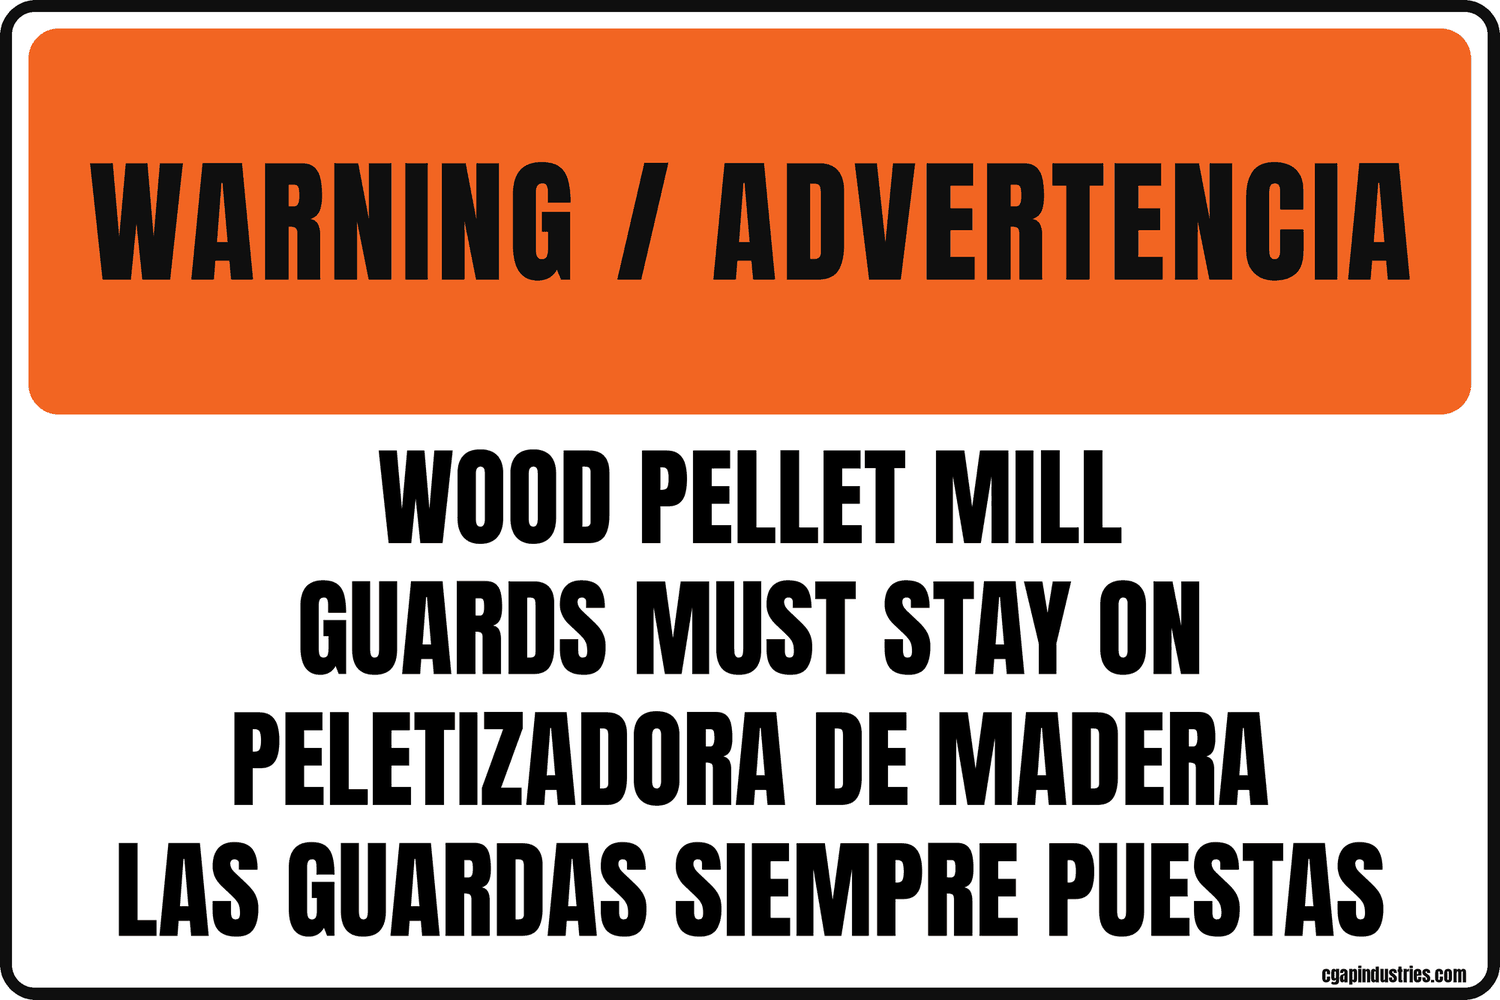 WARNING / ADVERTENCIA
WOOD PELLET MILL
GUARDS MUST STAY ON
PELETIZADORA DE MADERA
LAS GUARDAS SIEMPRE PUESTAS
cgapindustries.com